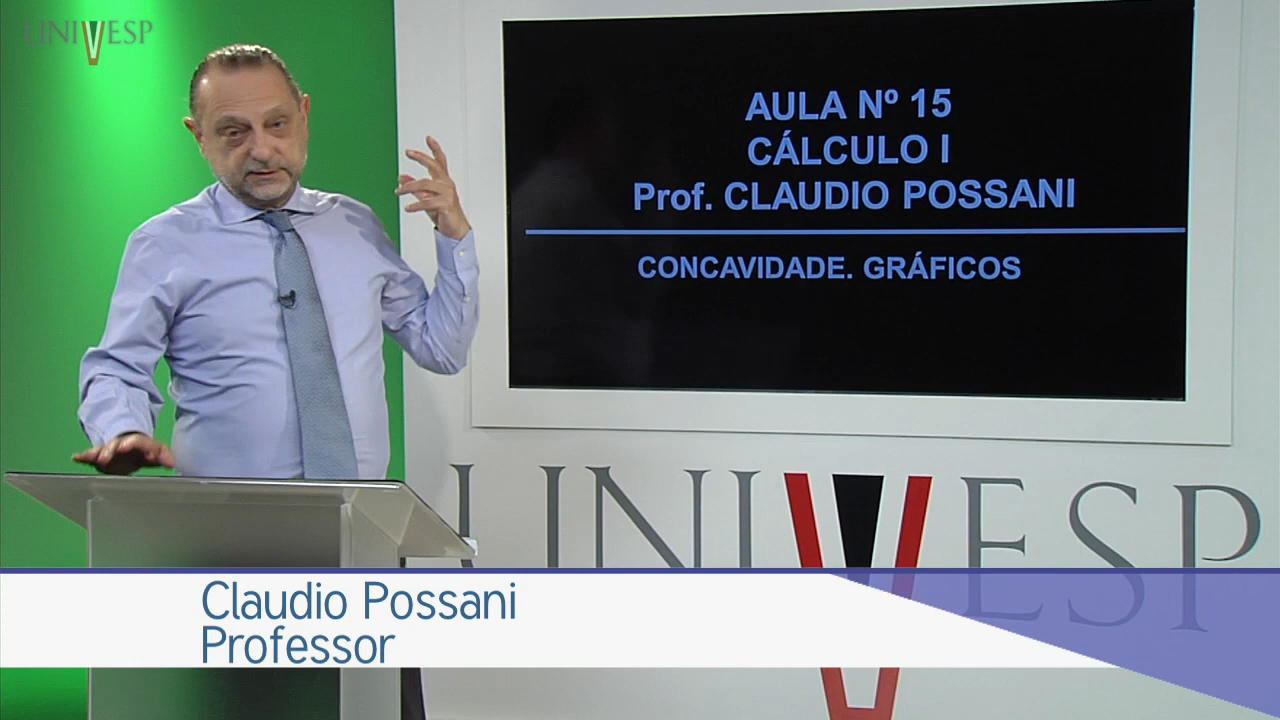 UNIVESP
AULA Nº 15
CÁLCULO I
Prof. CLAUDIO POSSANI
CONCAVIDADE. GRÁFICOS
UNIVESP
Claudio Possani
Professor